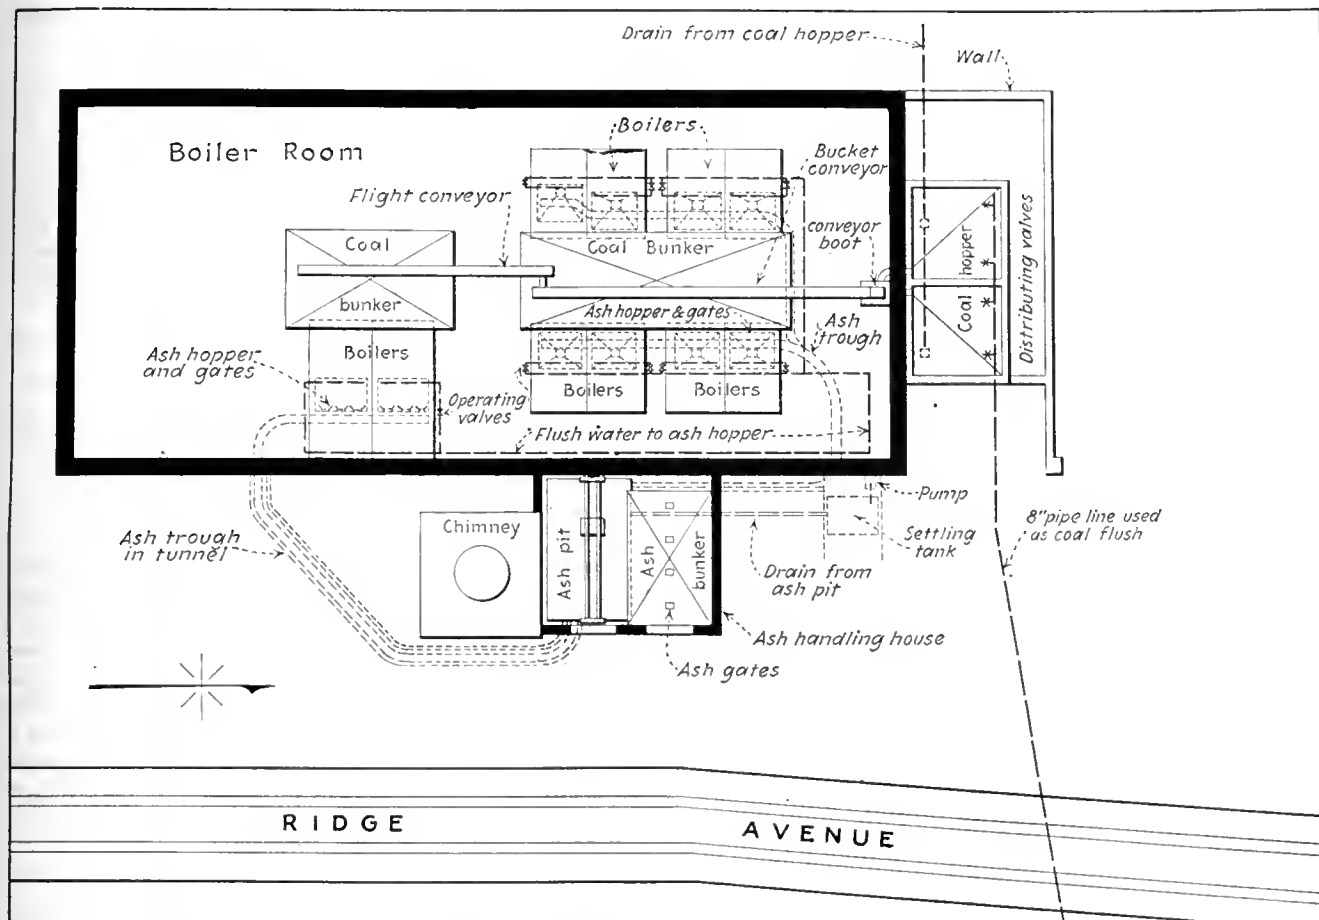 Drain from coal hopper
Wall
Boiler Room
Boilers
Bucket
conveyor
Flight conveyor
conveyor
boot
Coal
bunker
Coal Bunker
Coal hopper
Distributing valves
Ash hopper & gates
Ash
trough
Ash hopper
and gates
Boilers
Operating
valves
Boilers
Boilers
Flush water to ash hopper
Pump
8" pipe line used
as coal flush
Chimney
Ash pit
Ash
bunker
Settling
tank
Ash trough
in tunnel
Drain from
ash pit
Ash handling house
Ash gates
RIDGE AVENUE